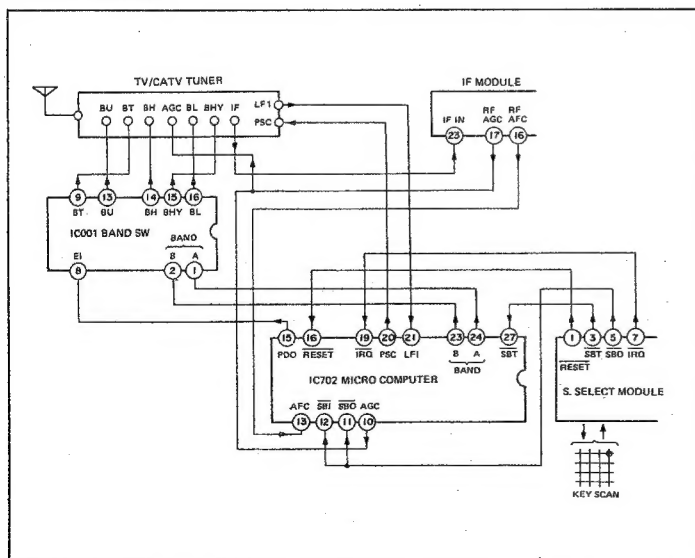 TV/CATV TUNER
BU BT BH AGC BL BHY IF
LF1
PSC
IF MODULE
IF IN
RF AGC
RF AFC
23 17 16
9 13 14 15 16
BT BU BH BHY BL
IC001 BAND SW
BAND
EI B A
8 2 1
15 16 19 20 21 23 24 27
PDO RESET IRQ PSC LFI B A SBT
BAND
IC702 MICRO COMPUTER
AFC SBI SBO AGC
13 12 11 10
1 3 5 7
RESET SBT SBO IRQ
S. SELECT MODULE
KEY SCAN